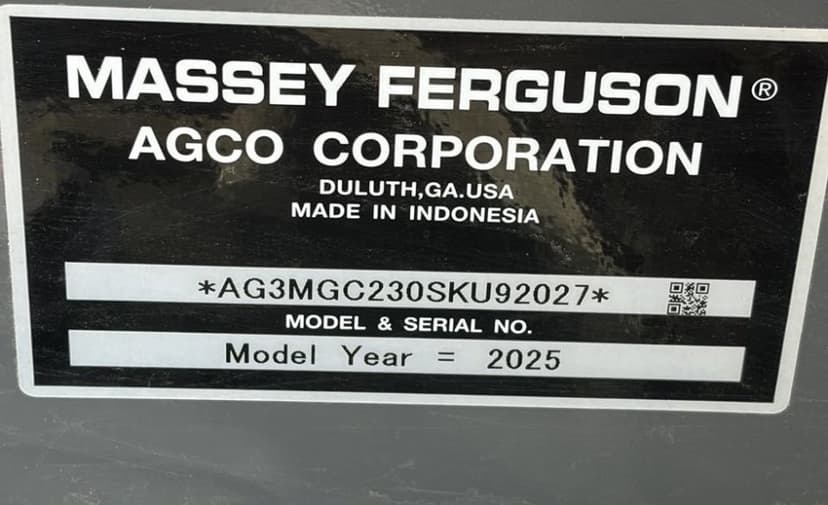 MASSEY FERGUSON®
AGCO CORPORATION
DULUTH,GA.USA
MADE IN INDONESIA
*AG3MGC230SKU92027*
MODEL & SERIAL NO.
Model Year = 2025